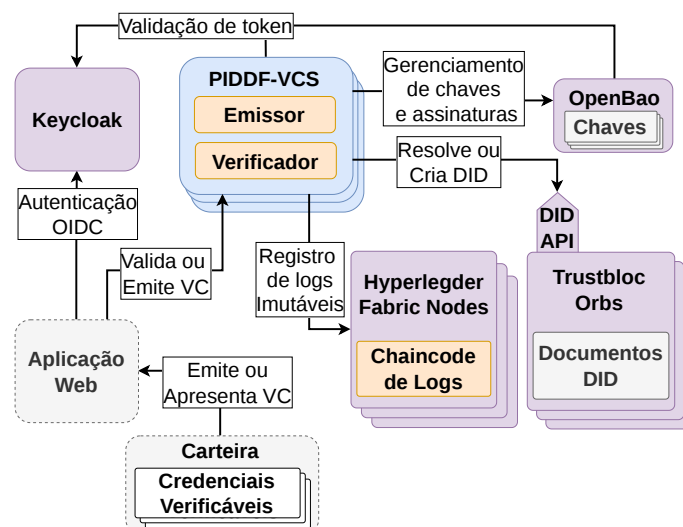 Validação de token
PIDDF-VCS
Emissor
Verificador
Keycloak
Gerenciamento
de chaves
e assinaturas
OpenBao
Chaves
Resolve ou
Cria DID
Autenticação
OIDC
DID
API
Valida ou
Emite VC
Registro
de logs
Imutáveis
Hyperlegder
Fabric Nodes
Chaincode
de Logs
Trustbloc
Orbs
Documentos
DID
Aplicação
Web
Emite ou
Apresenta VC
Carteira
Credenciais
Verificáveis